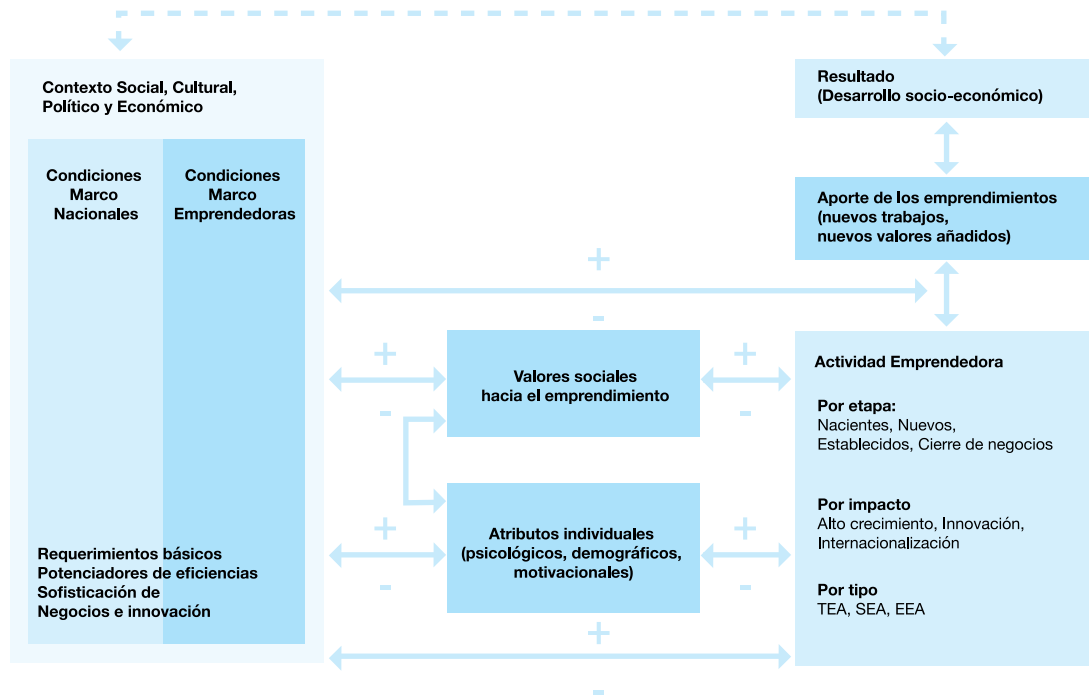 Contexto Social, Cultural,
Político y Económico
Condiciones
Marco
Nacionales
Condiciones
Marco
Emprendedoras
Requerimientos básicos
Potenciadores de eficiencias
Sofisticación de
Negocios e innovación
+
-
+
-
Valores sociales
hacia el emprendimiento
+
-
+
-
Atributos individuales
(psicológicos, demográficos,
motivacionales)
+
-
+
-
Resultado
(Desarrollo socio-económico)
Aporte de los emprendimientos
(nuevos trabajos,
nuevos valores añadidos)
Actividad Emprendedora
Por etapa:
Nacientes, Nuevos,
Establecidos, Cierre de negocios
Por impacto
Alto crecimiento, Innovación,
Internacionalización
Por tipo
TEA, SEA, EEA
+
-